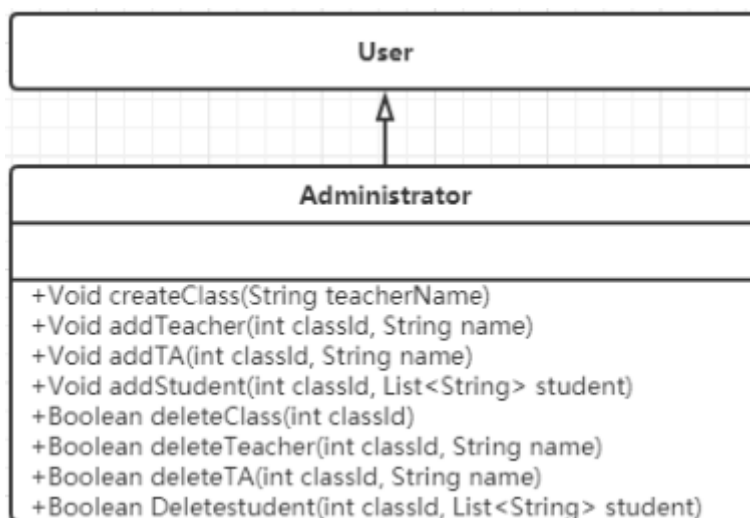 User
Administrator
+Void createClass(String teacherName)
+Void addTeacher(int classId, String name)
+Void addTA(int classId, String name)
+Void addStudent(int classId, List<String> student)
+Boolean deleteClass(int classId)
+Boolean deleteTeacher(int classId, String name)
+Boolean deleteTA(int classId, String name)
+Boolean Deletestudent(int classId, List<String> student)